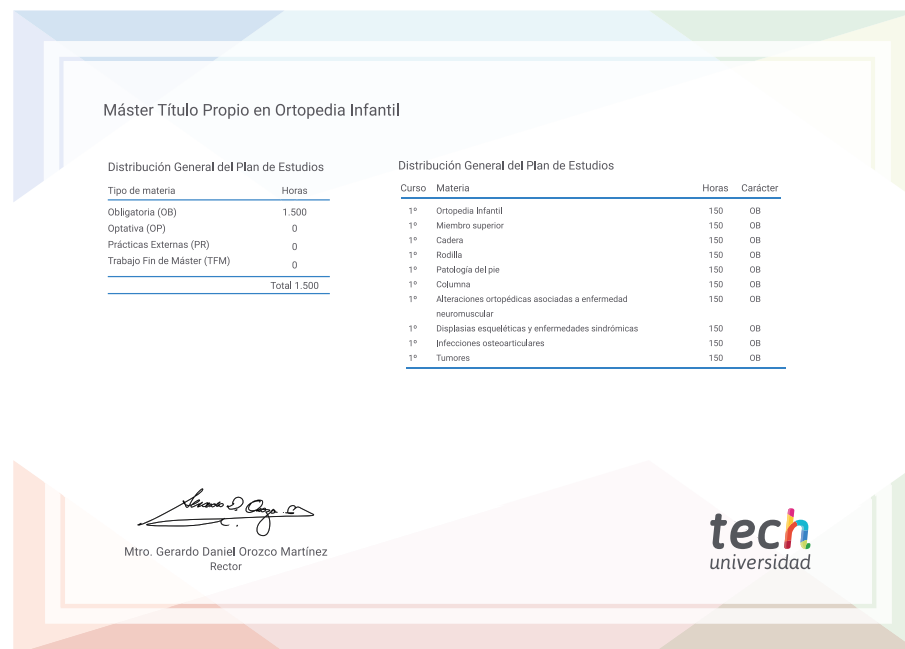 Máster Título Propio en Ortopedia Infantil
Distribución General del Plan de Estudios
Tipo de materia Horas
Obligatoria (OB) 1.500
Optativa (OP) 0
Prácticas Externas (PR) 0
Trabajo Fin de Máster (TFM) 0
Total 1.500
Distribución General del Plan de Estudios
Curso Materia Horas Carácter
1º Ortopedia Infantil 150 OB
1º Miembro superior 150 OB
1º Cadera 150 OB
1º Rodilla 150 OB
1º Patología del pie 150 OB
1º Columna 150 OB
1º Alteraciones ortopédicas asociadas a enfermedad 150 OB
neuromuscular
1º Displasias esqueléticas y enfermedades sindrómicas 150 OB
1º Infecciones osteoarticulares 150 OB
1º Tumores 150 OB
Mtro. Gerardo Daniel Orozco Martínez
Rector
tech
universidad